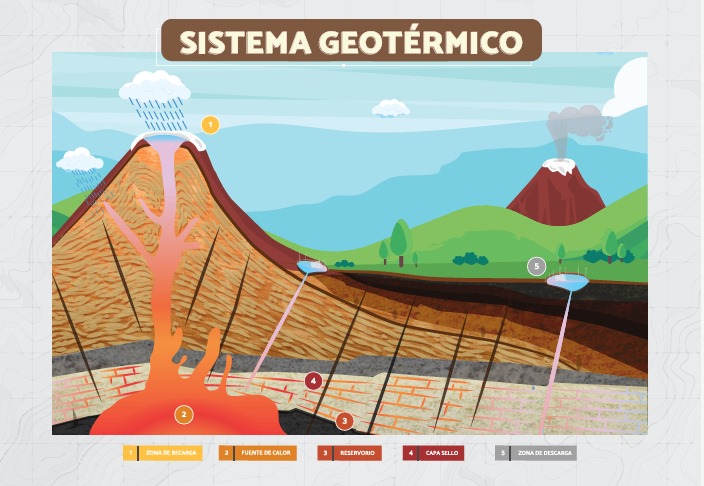 SISTEMA GEOTÉRMICO
1
5
4
3
2
1 ZONA DE RECARGA
2 FUENTE DE CALOR
3 RESERVORIO
4 CAPA SELLO
5 ZONA DE DESCARGA